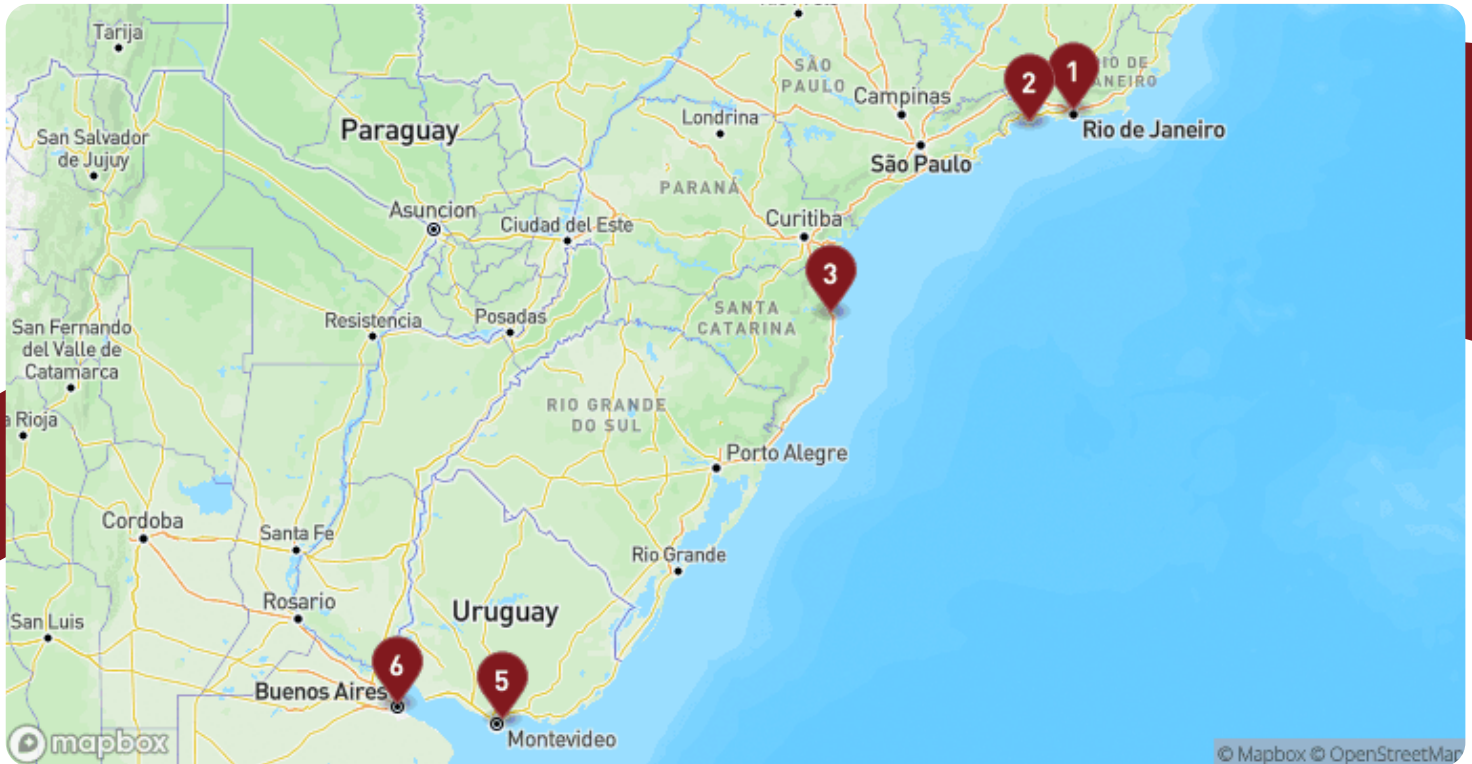 Tarija
SÃO
PAULO
Campinas
2
1
RIO DE
JANEIRO
Rio de Janeiro
Londrina
Paraguay
San Salvador
de Jujuy
São Paulo
PARANÁ
Asuncion
Ciudad del Este
Curitiba
3
SANTA
CATARINA
Resistencia
Posadas
San Fernando
del Valle de
Catamarca
a Rioja
RIO GRANDE
DO SUL
Porto Alegre
Cordoba
Santa Fe
Rio Grande
Rosario
Uruguay
San Luis
6
5
Buenos Aires
Montevideo
mapbox
© Mapbox © OpenStreetMap